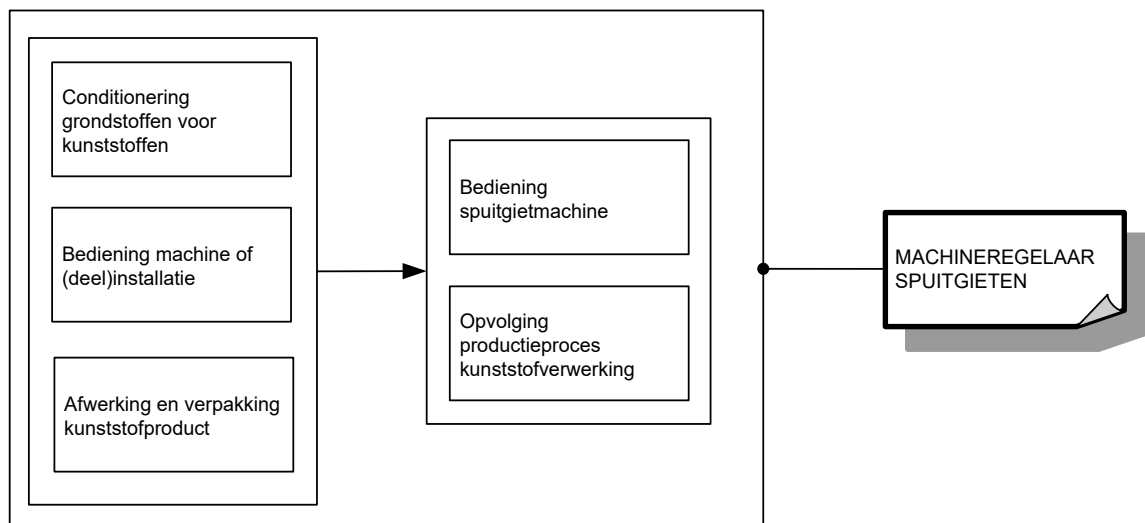 Conditionering
grondstoffen voor
kunststoffen
Bediening machine of
(deel)installatie
Afwerking en verpakking
kunststofproduct
Bediening
spuitgietmachine
Opvolging
productieproces
kunststofverwerking
MACHINEREGELAAR
SPUITGIETEN